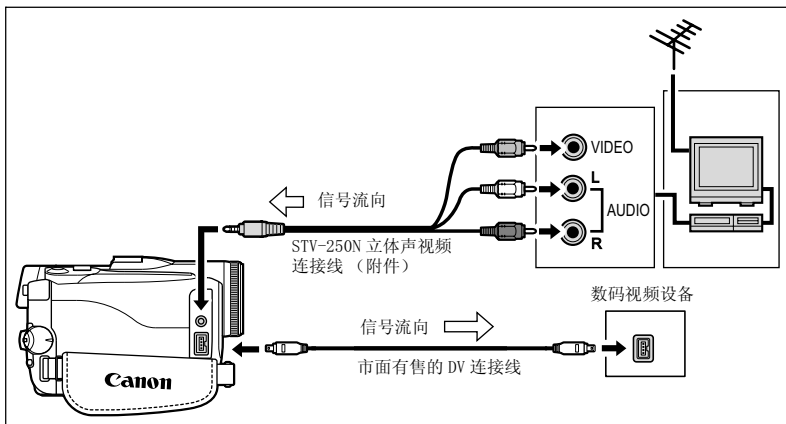 VIDEO
L
AUDIO
R
信号流向
STV-250N 立体声视频
连接线 （附件）
数码视频设备
信号流向
市面有售的 DV 连接线
Canon